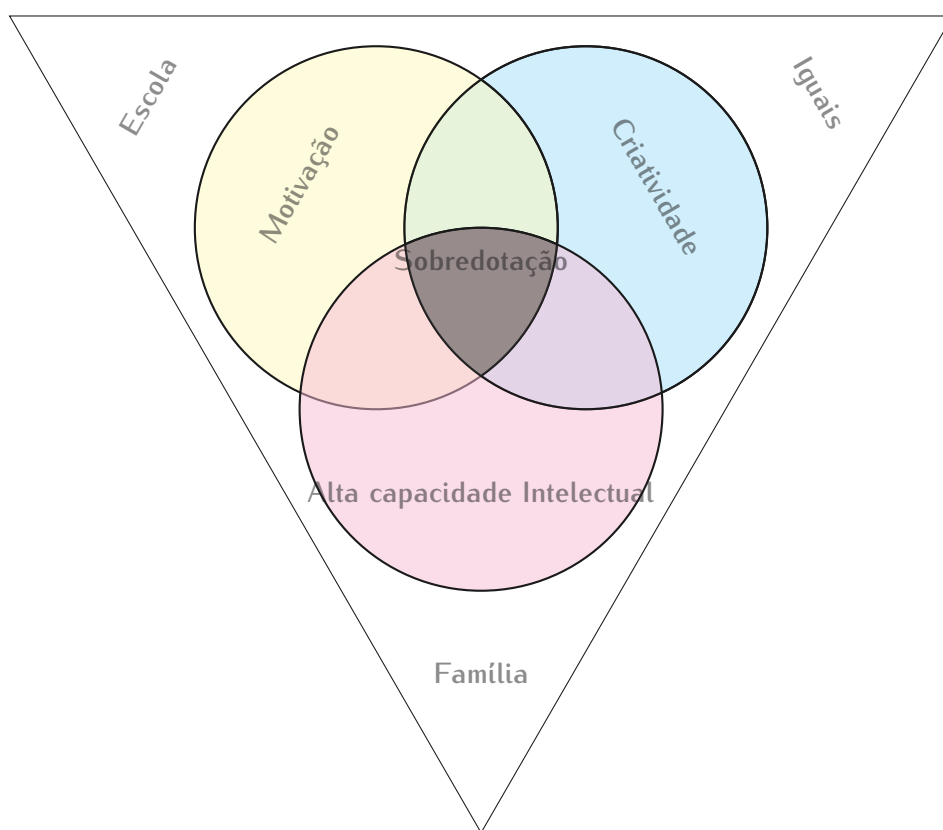 Escola
Iguais
Motivação
Criatividade
Sobredotação
Alta capacidade Intelectual
Família